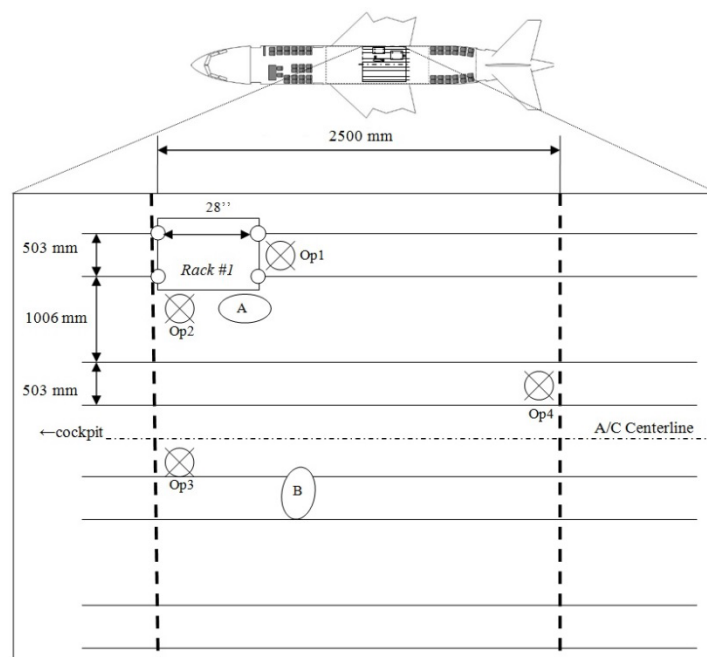 2500 mm
28’’
503 mm
Op1
Rack #1
A
1006 mm
Op2
503 mm
Op4
←cockpit
A/C Centerline
Op3
B